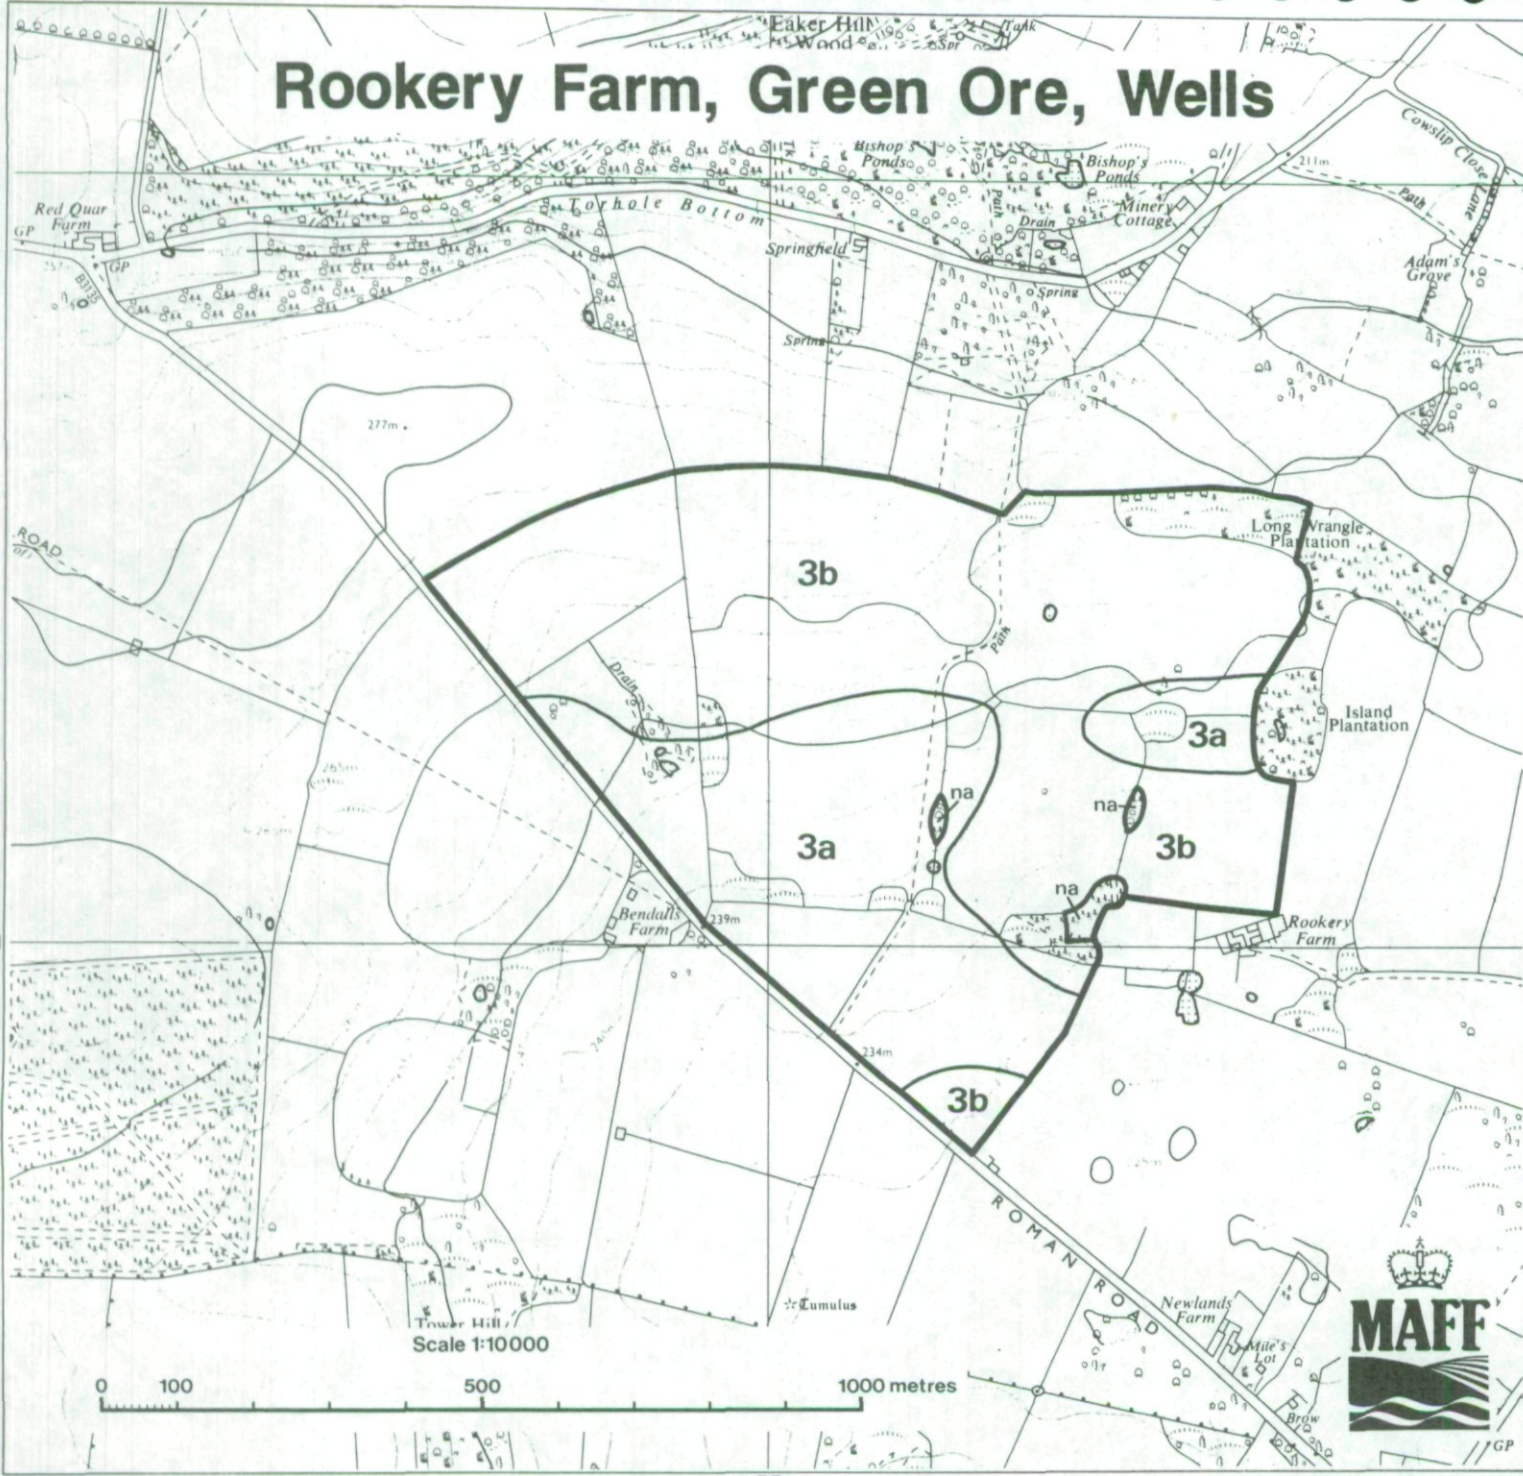 Eaker Hill
Wood
Spr
Tank
Rookery Farm, Green Ore, Wells
Cowslip Close Lane
Bishop's
Ponds
Bishop's
Ponds
211m
Path
Path
Red Quar
Farm
GP
GP
B3135
Torhole Bottom
Minery
Cottage
Drain
Springfield
Adam's
Grove
Spring
Spring
277m
ROAD
Long Wrangle
Plantation
3b
Path
Drain
Island
Plantation
3a
265m
na
na
3a
3b
na
Bendalls
Farm
239m
Rookery
Farm
234m
3b
ROMAN ROAD
Tumulus
Newlands
Farm
Mile's
Lot
Brow
GP
MAFF
Tower Hill
Scale 1:10000
0 100 500 1000 metres